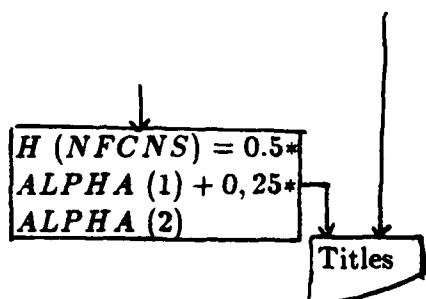 H (NFCNS) = 0.5*
ALPHA (1) + 0, 25*
ALPHA (2)
Titles